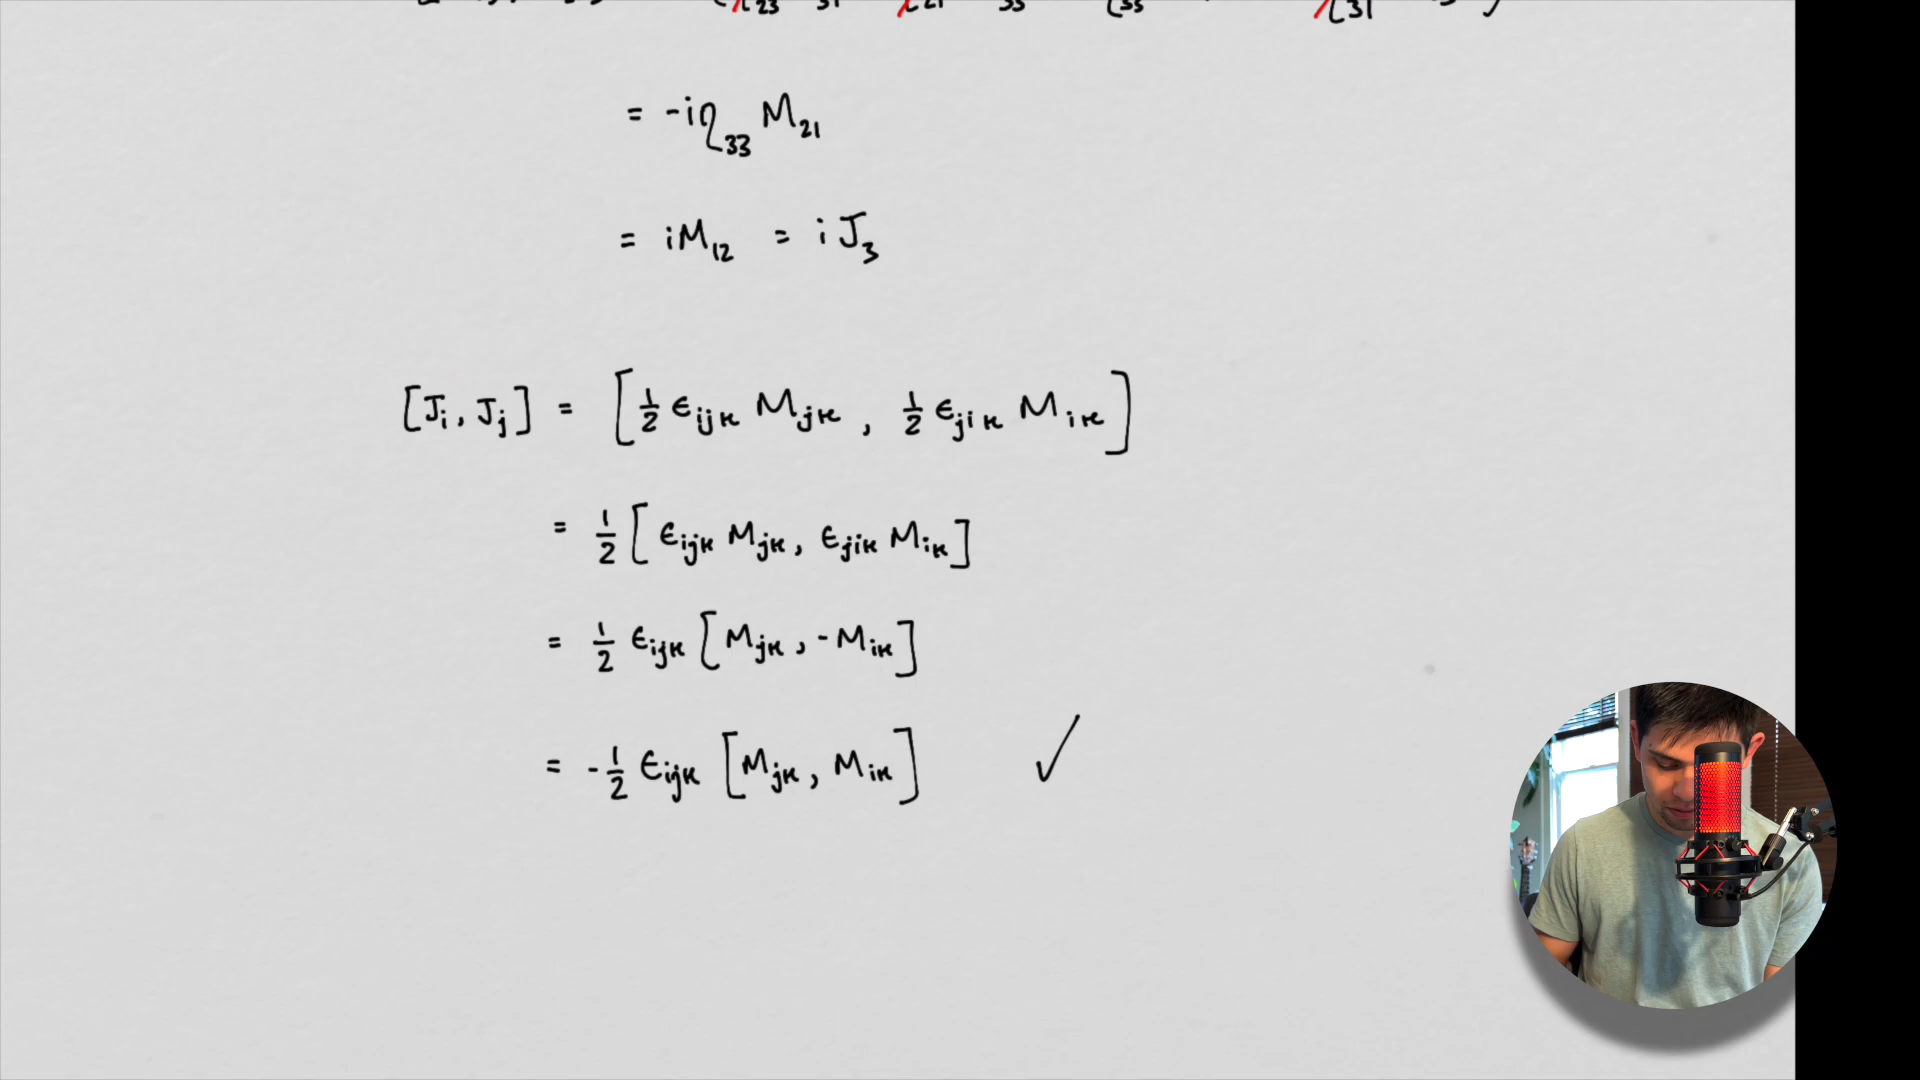 = -iη₃₃ M₂₁
= iM₁₂ = iJ₃
[Jᵢ, Jⱼ] = [½ ϵᵢⱼₖ Mⱼₖ, ½ ϵⱼᵢₖ Mᵢₖ]
= ½ [ϵᵢⱼₖ Mⱼₖ, ϵⱼᵢₖ Mᵢₖ]
= ½ ϵᵢⱼₖ [Mⱼₖ, -Mᵢₖ]
= -½ ϵᵢⱼₖ [Mⱼₖ, Mᵢₖ] ✓